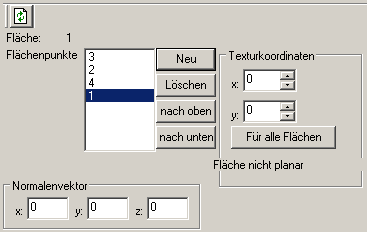 Fläche: 1
Flächenpunkte
3
2
4
1
Neu
Löschen
nach oben
nach unten
Texturkoordinaten
x: 0
y: 0
Für alle Flächen
Fläche nicht planar
Normalenvektor
x: 0 y: 0 z: 0